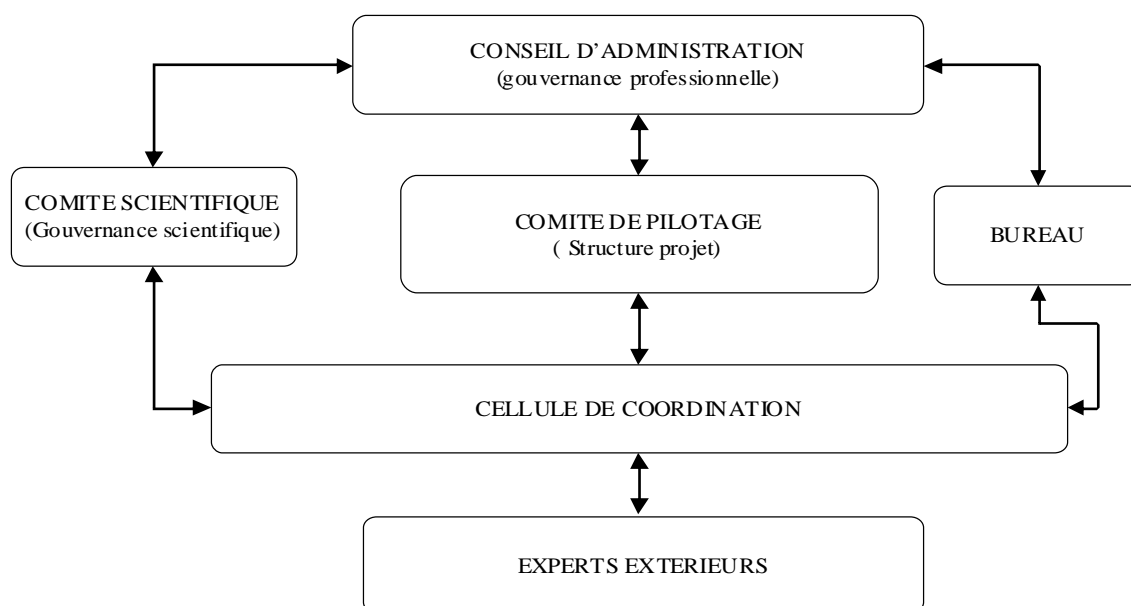 CONSEIL D’ADMINISTRATION
(gouvernance professionnelle)
COMITE SCIENTIFIQUE
(Gouvernance scientifique)
COMITE DE PILOTAGE
( Structure projet)
BUREAU
CELLULE DE COORDINATION
EXPERTS EXTERIEURS